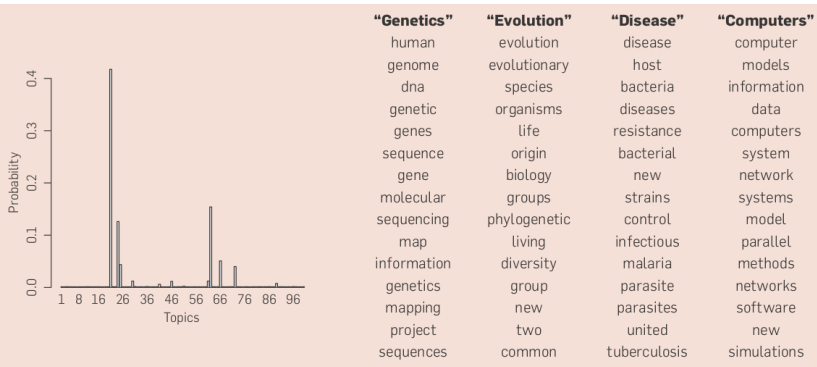 0.4
0.3
0.2
0.1
0.0
Probability
1 8 16 26 36 46 56 66 76 86 96
Topics
“Genetics” “Evolution” “Disease” “Computers”
human evolution disease computer
genome evolutionary host models
dna species bacteria information
genetic organisms diseases data
genes life resistance computers
sequence origin bacterial system
gene biology new network
molecular groups strains systems
sequencing phylogenetic control model
map living infectious parallel
information diversity malaria methods
genetics group parasite networks
mapping new parasites software
project two united new
sequences common tuberculosis simulations